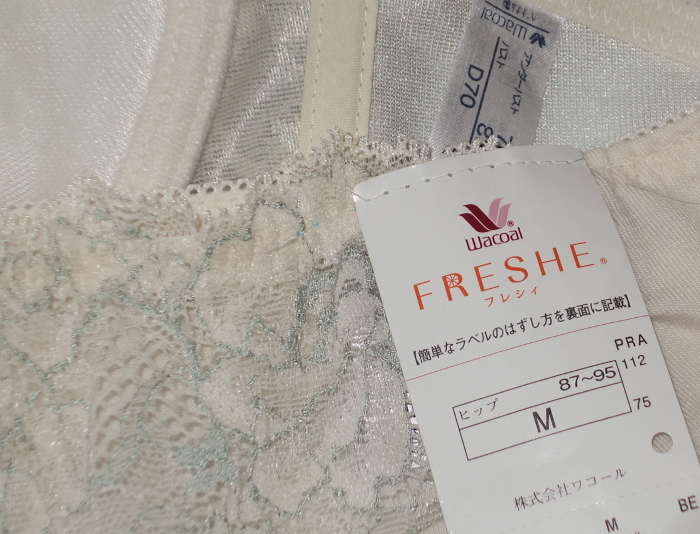 Wacoal
アンダーバスト
バスト
D70
Wacoal
FRESHE
フレシィ
【簡単なラベルのはずし方を裏面に記載】
PRA
112
ヒップ 87〜95
M
75
株式会社ワコール
M
BE